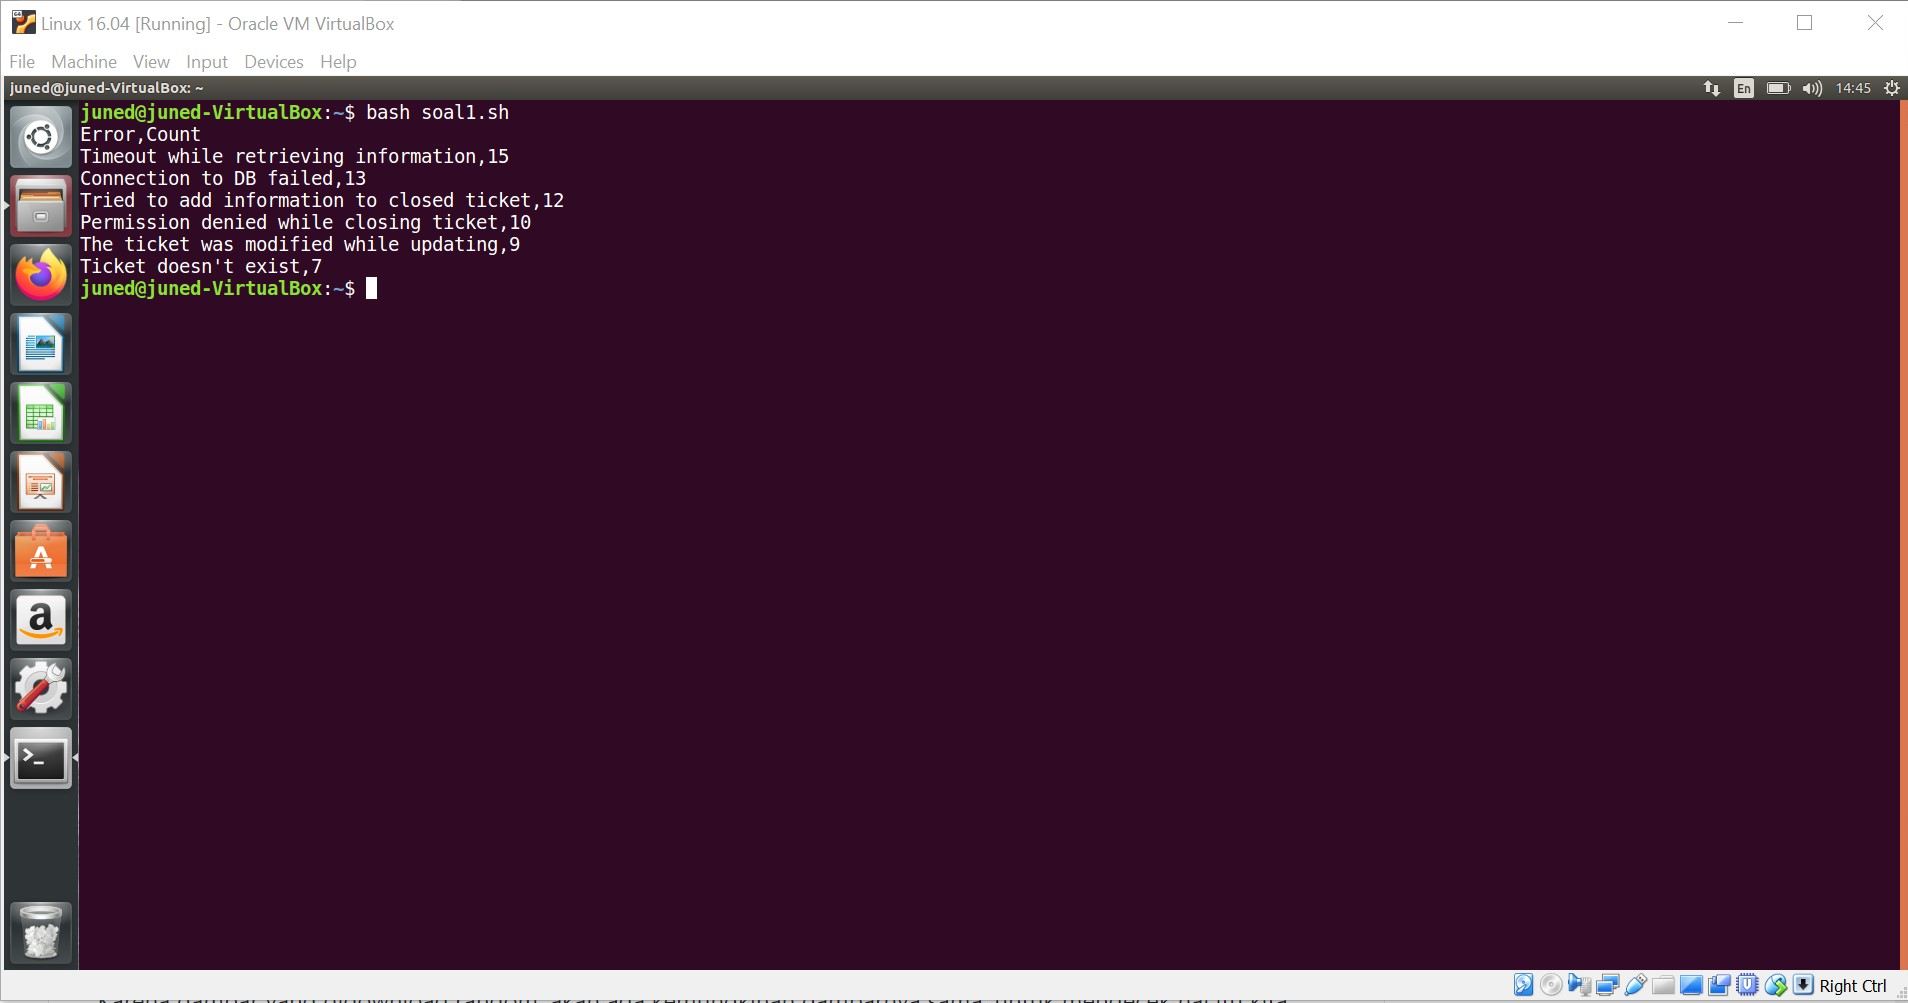 Linux 16.04 [Running] - Oracle VM VirtualBox
File Machine View Input Devices Help
juned@juned-VirtualBox: ~
En 14:45
juned@juned-VirtualBox:~$ bash soal1.sh
Error,Count
Timeout while retrieving information,15
Connection to DB failed,13
Tried to add information to closed ticket,12
Permission denied while closing ticket,10
The ticket was modified while updating,9
Ticket doesn't exist,7
juned@juned-VirtualBox:~$
Right Ctrl